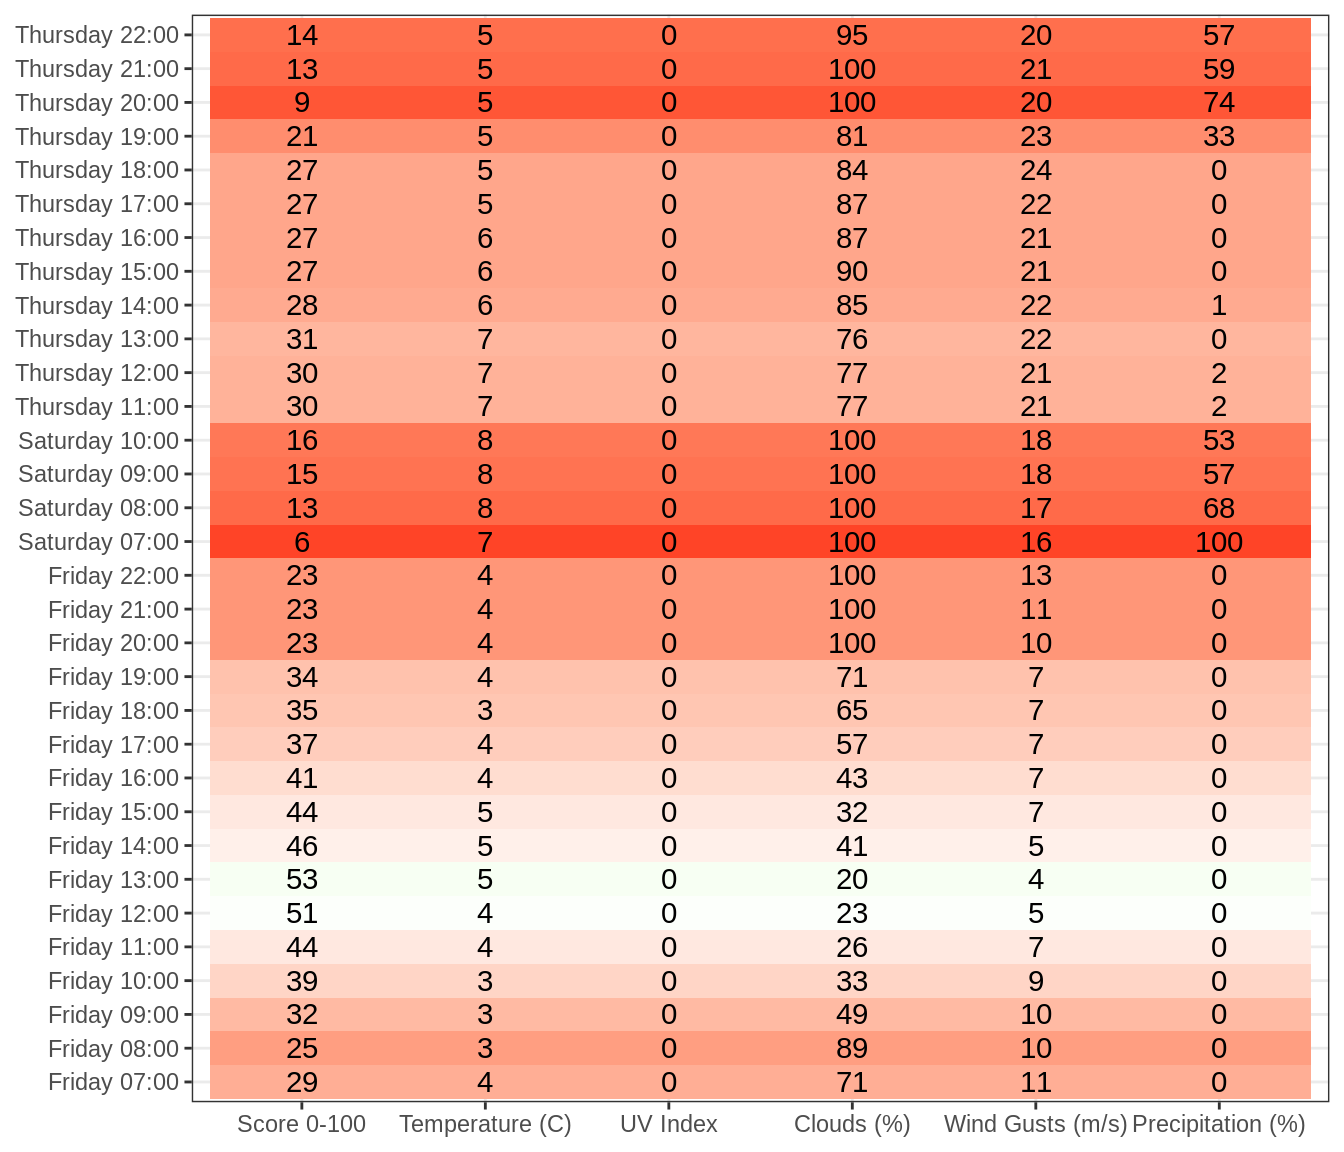 Thursday 22:00 14 5 0 95 20 57
Thursday 21:00 13 5 0 100 21 59
Thursday 20:00 9 5 0 100 20 74
Thursday 19:00 21 5 0 81 23 33
Thursday 18:00 27 5 0 84 24 0
Thursday 17:00 27 5 0 87 22 0
Thursday 16:00 27 6 0 87 21 0
Thursday 15:00 27 6 0 90 21 0
Thursday 14:00 28 6 0 85 22 1
Thursday 13:00 31 7 0 76 22 0
Thursday 12:00 30 7 0 77 21 2
Thursday 11:00 30 7 0 77 21 2
Saturday 10:00 16 8 0 100 18 53
Saturday 09:00 15 8 0 100 18 57
Saturday 08:00 13 8 0 100 17 68
Saturday 07:00 6 7 0 100 16 100
Friday 22:00 23 4 0 100 13 0
Friday 21:00 23 4 0 100 11 0
Friday 20:00 23 4 0 100 10 0
Friday 19:00 34 4 0 71 7 0
Friday 18:00 35 3 0 65 7 0
Friday 17:00 37 4 0 57 7 0
Friday 16:00 41 4 0 43 7 0
Friday 15:00 44 5 0 32 7 0
Friday 14:00 46 5 0 41 5 0
Friday 13:00 53 5 0 20 4 0
Friday 12:00 51 4 0 23 5 0
Friday 11:00 44 4 0 26 7 0
Friday 10:00 39 3 0 33 9 0
Friday 09:00 32 3 0 49 10 0
Friday 08:00 25 3 0 89 10 0
Friday 07:00 29 4 0 71 11 0
Score 0-100 Temperature (C) UV Index Clouds (%) Wind Gusts (m/s) Precipitation (%)